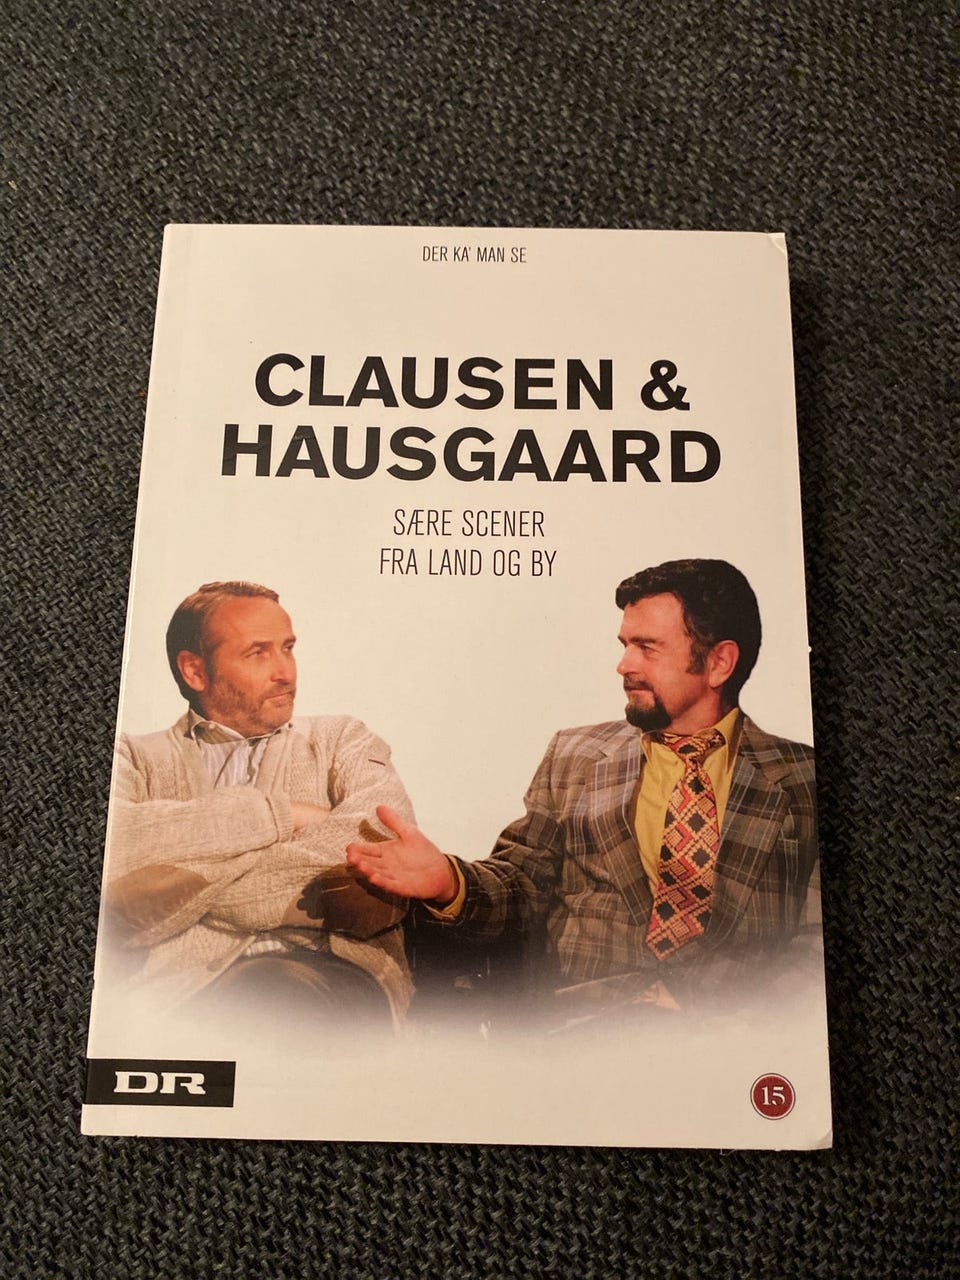 DER KA' MAN SE
CLAUSEN &
HAUSGAARD
SÆRE SCENER
FRA LAND OG BY
DR
15